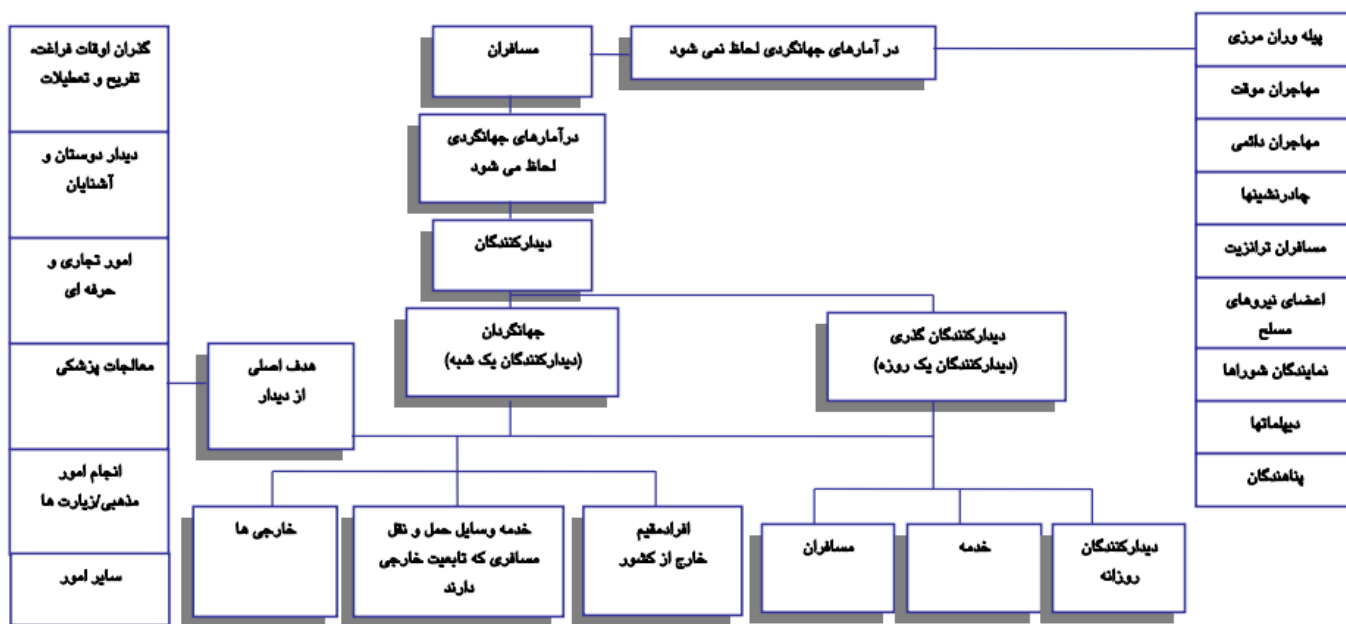 پیله وران مرزی
مهاجران موقت
مهاجران دائمی
چادرنشینها
مسافران ترانزیت
اعضای نیروهای
مسلح
نمایندگان شوراها
دیپلماتها
پناهندگان
در آمارهای جهانگردی لحاظ نمی شود
مسافران
درآمارهای جهانگردی
لحاظ می شود
دیدارکنندگان
دیدارکنندگان گذری
(دیدارکنندگان یک روزه)
جهانگردان
(دیدارکنندگان یک شبه)
هدف اصلی
از دیدار
دیدارکنندگان
روزانه
خدمه
مسافران
افرادمقیم
خارج از کشور
خدمه وسایل حمل و نقل
مسافری که تابعیت خارجی
دارند
خارجی ها
گذران اوقات فراغت،
تفریح و تعطیلات
دیدار دوستان و
آشنایان
امور تجاری و
حرفه ای
معالجات پزشکی
انجام امور
مذهبی/زیارت ها
سایر امور